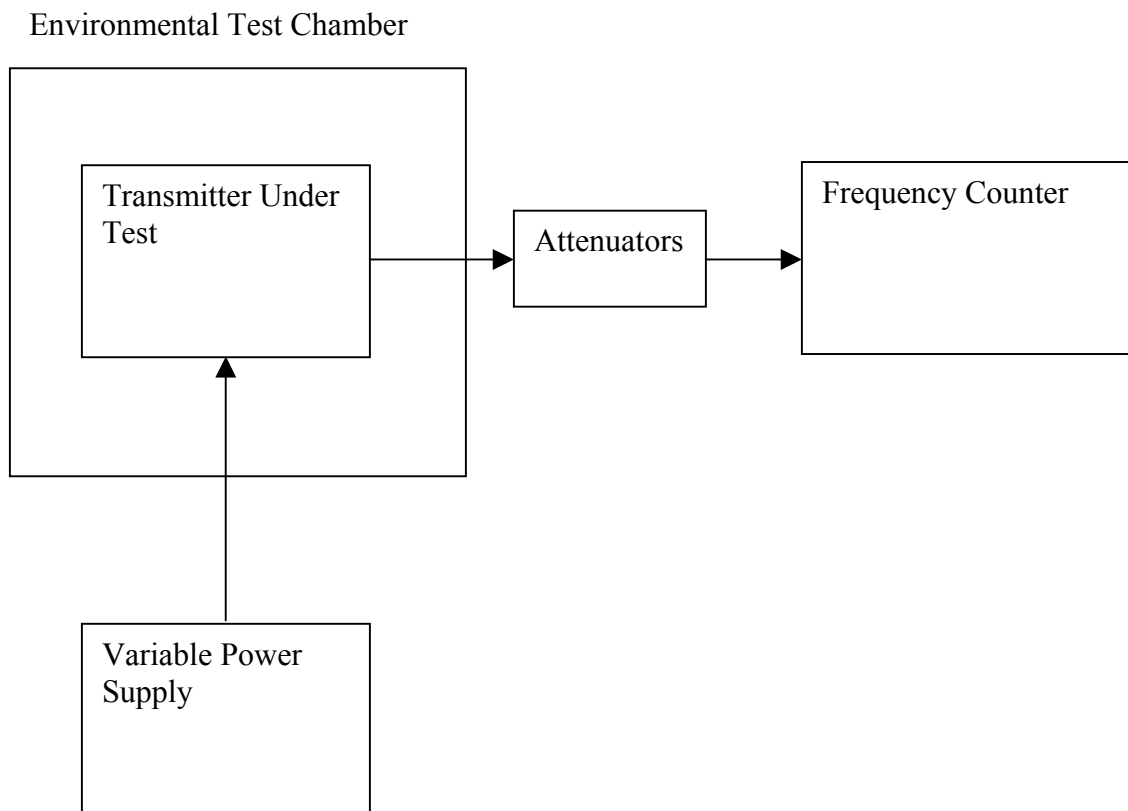 Environmental Test Chamber
Transmitter Under
Test
Attenuators
Frequency Counter
Variable Power
Supply